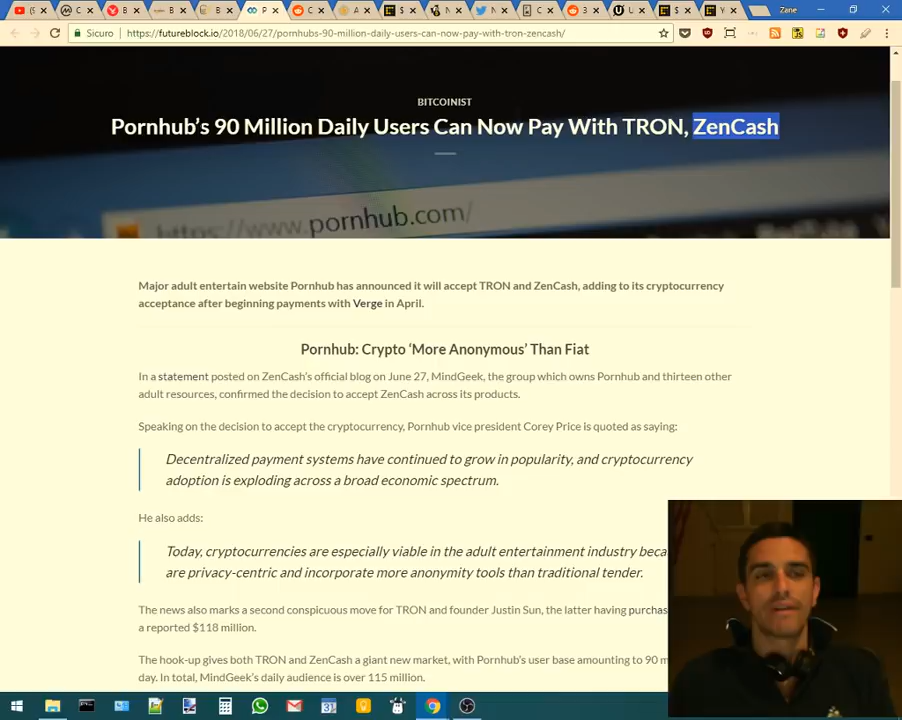 Zane
Sicuro
https://futureblock.io/2018/06/27/pornhubs-90-million-daily-users-can-now-pay-with-tron-zencash/
BITCOINIST
Pornhub's 90 Million Daily Users Can Now Pay With TRON, ZenCash
https://www.pornhub.com/
Major adult entertain website Pornhub has announced it will accept TRON and ZenCash, adding to its cryptocurrency
acceptance after beginning payments with Verge in April.
Pornhub: Crypto ‘More Anonymous’ Than Fiat
In a statement posted on ZenCash's official blog on June 27, MindGeek, the group which owns Pornhub and thirteen other
adult resources, confirmed the decision to accept ZenCash across its products.
Speaking on the decision to accept the cryptocurrency, Pornhub vice president Corey Price is quoted as saying:
Decentralized payment systems have continued to grow in popularity, and cryptocurrency
adoption is exploding across a broad economic spectrum.
He also adds:
Today, cryptocurrencies are especially viable in the adult entertainment industry beca
are privacy-centric and incorporate more anonymity tools than traditional tender.
The news also marks a second conspicuous move for TRON and founder Justin Sun, the latter having purchas
a reported $118 million.
The hook-up gives both TRON and ZenCash a giant new market, with Pornhub's user base amounting to 90 m
day. In total, MindGeek's daily audience is over 115 million.